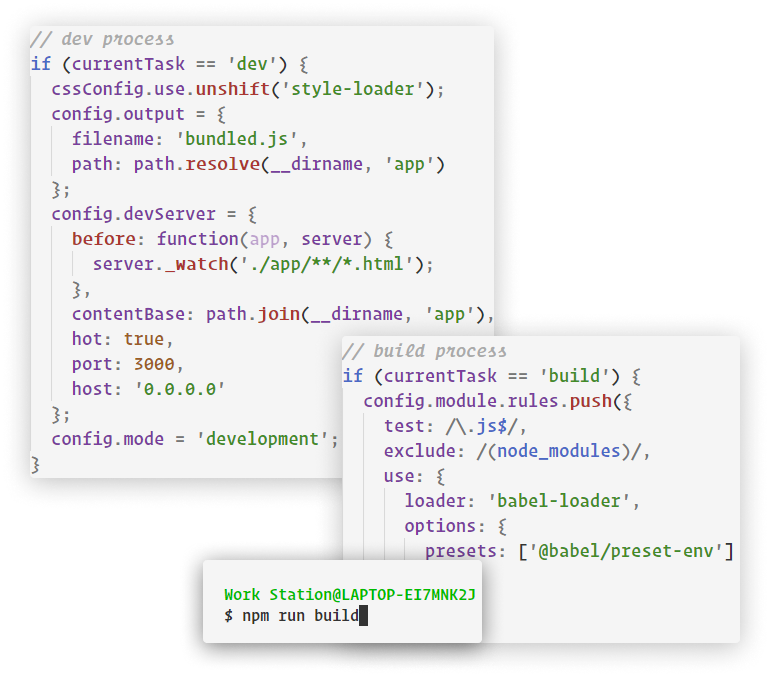 // dev process
if (currentTask == 'dev') {
cssConfig.use.unshift('style-loader');
config.output = {
filename: 'bundled.js',
path: path.resolve(__dirname, 'app')
};
config.devServer = {
before: function(app, server) {
server._watch('./app/**/*.html');
},
contentBase: path.join(__dirname, 'app'),
hot: true,
port: 3000,
host: '0.0.0.0'
};
config.mode = 'development';
}
// build process
if (currentTask == 'build') {
config.module.rules.push({
test: /\.js$/,
exclude: /(node_modules)/,
use: {
loader: 'babel-loader',
options: {
presets: ['@babel/preset-env']
Work Station@LAPTOP-EI7MNK2J
$ npm run build